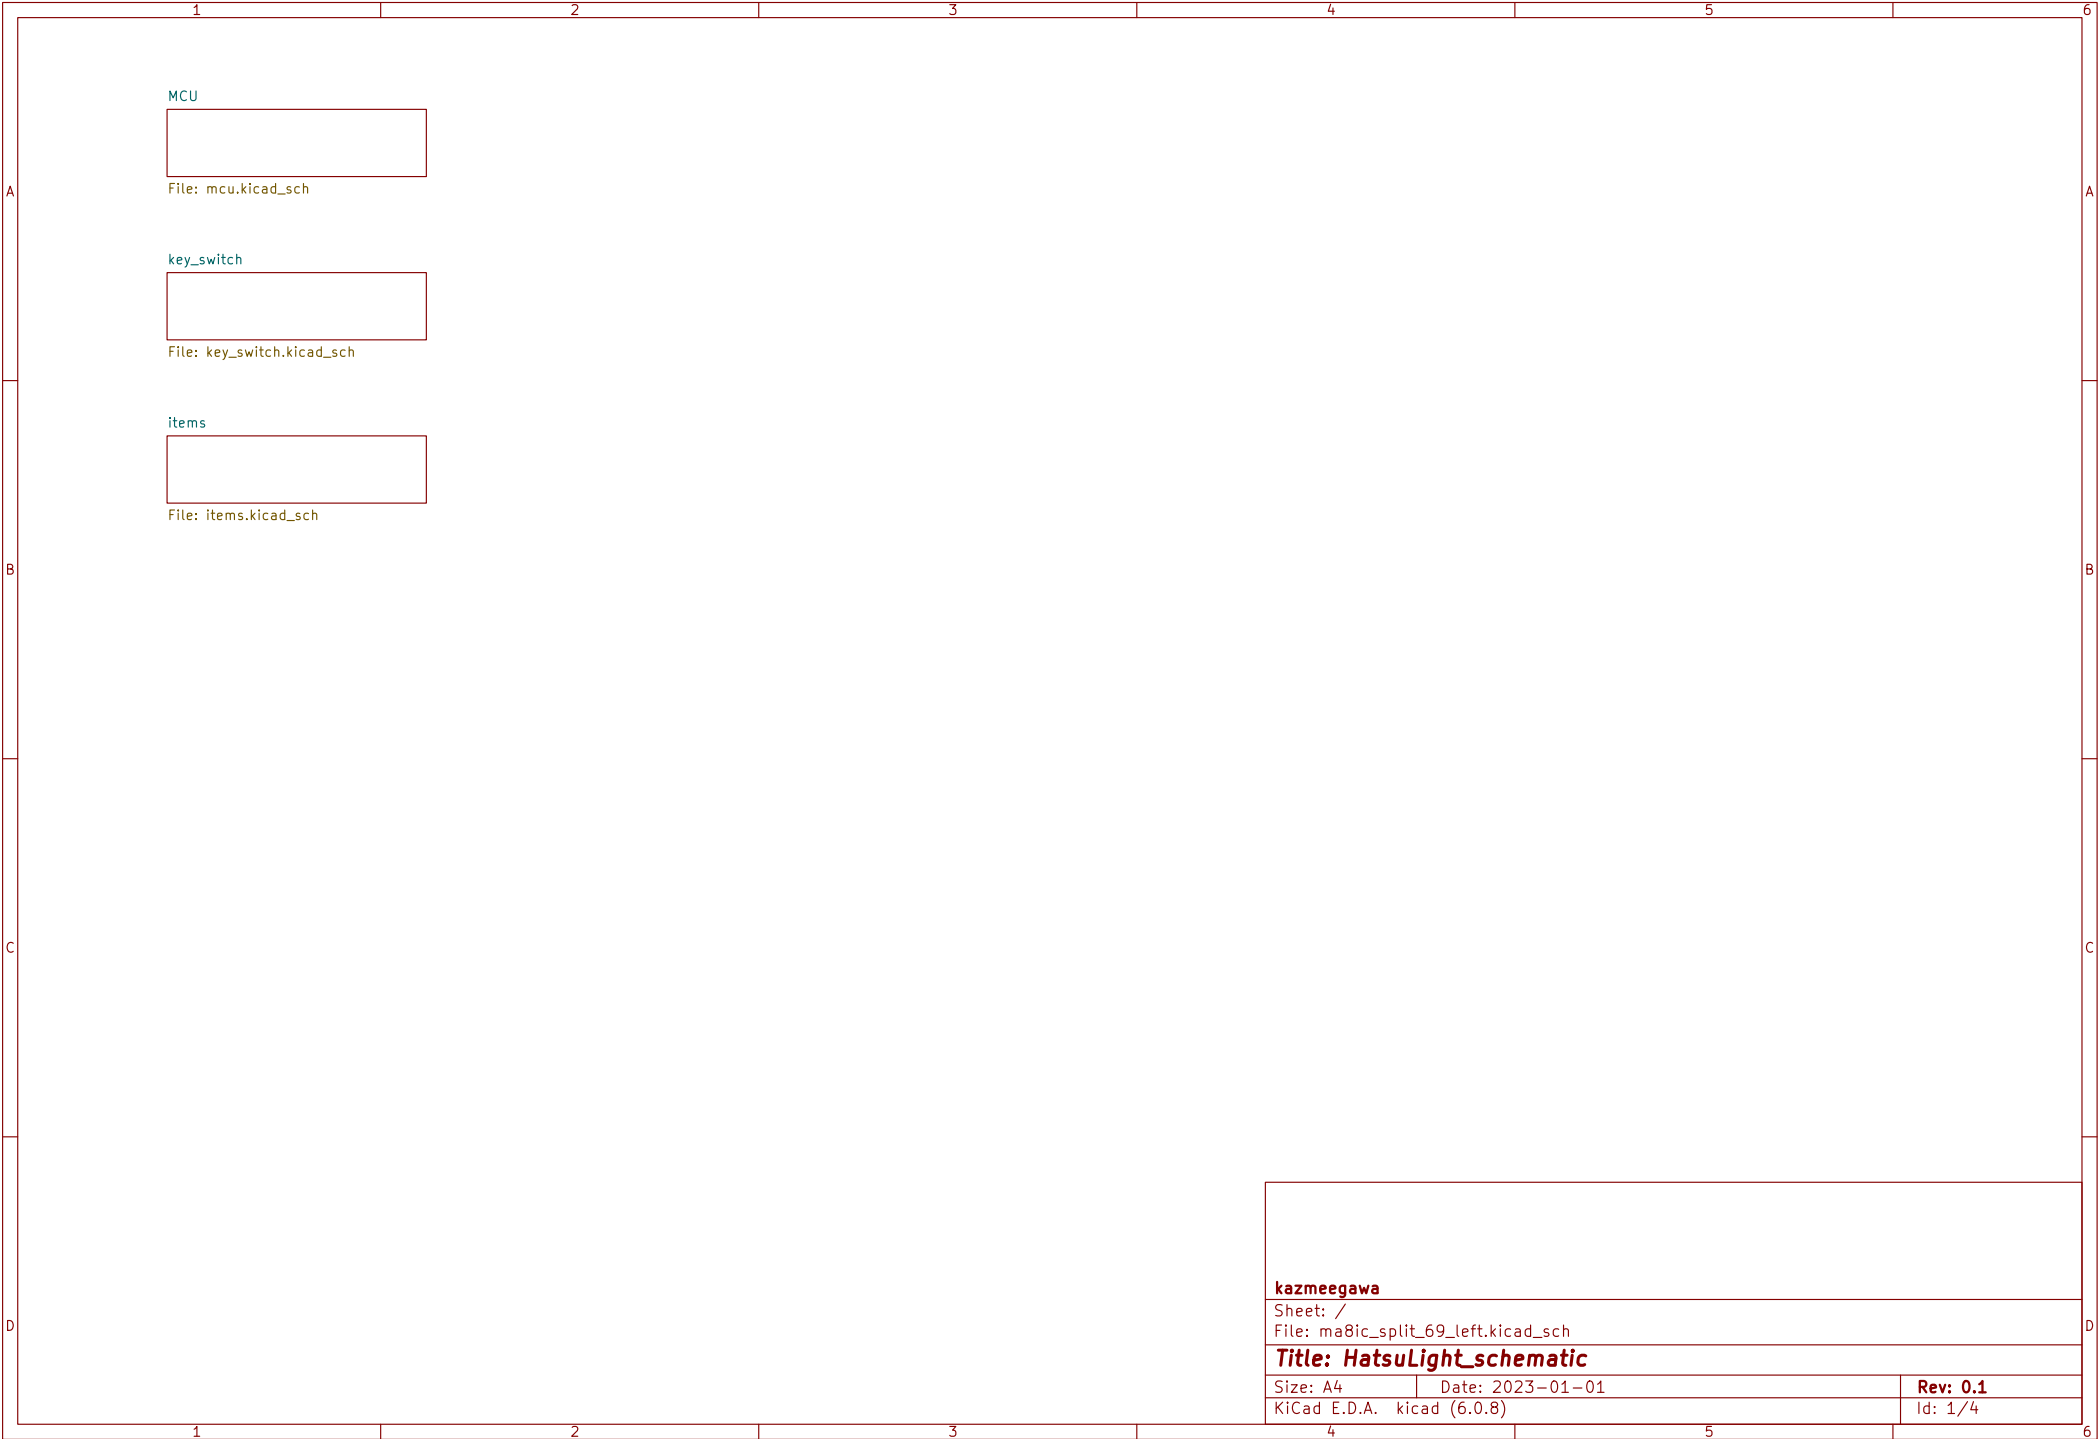 1 2 3 4 5 6
MCU
File: mcu.kicad_sch
A A
key_switch
File: key_switch.kicad_sch
items
File: items.kicad_sch
B B
C C
kazmeegawa
Sheet: /
File: ma8ic_split_69_left.kicad_sch
D D
Title: HatsuLight_schematic
Size: A4 Date: 2023-01-01 Rev: 0.1
KiCad E.D.A. kicad (6.0.8) Id: 1/4
1 2 3 4 5 6